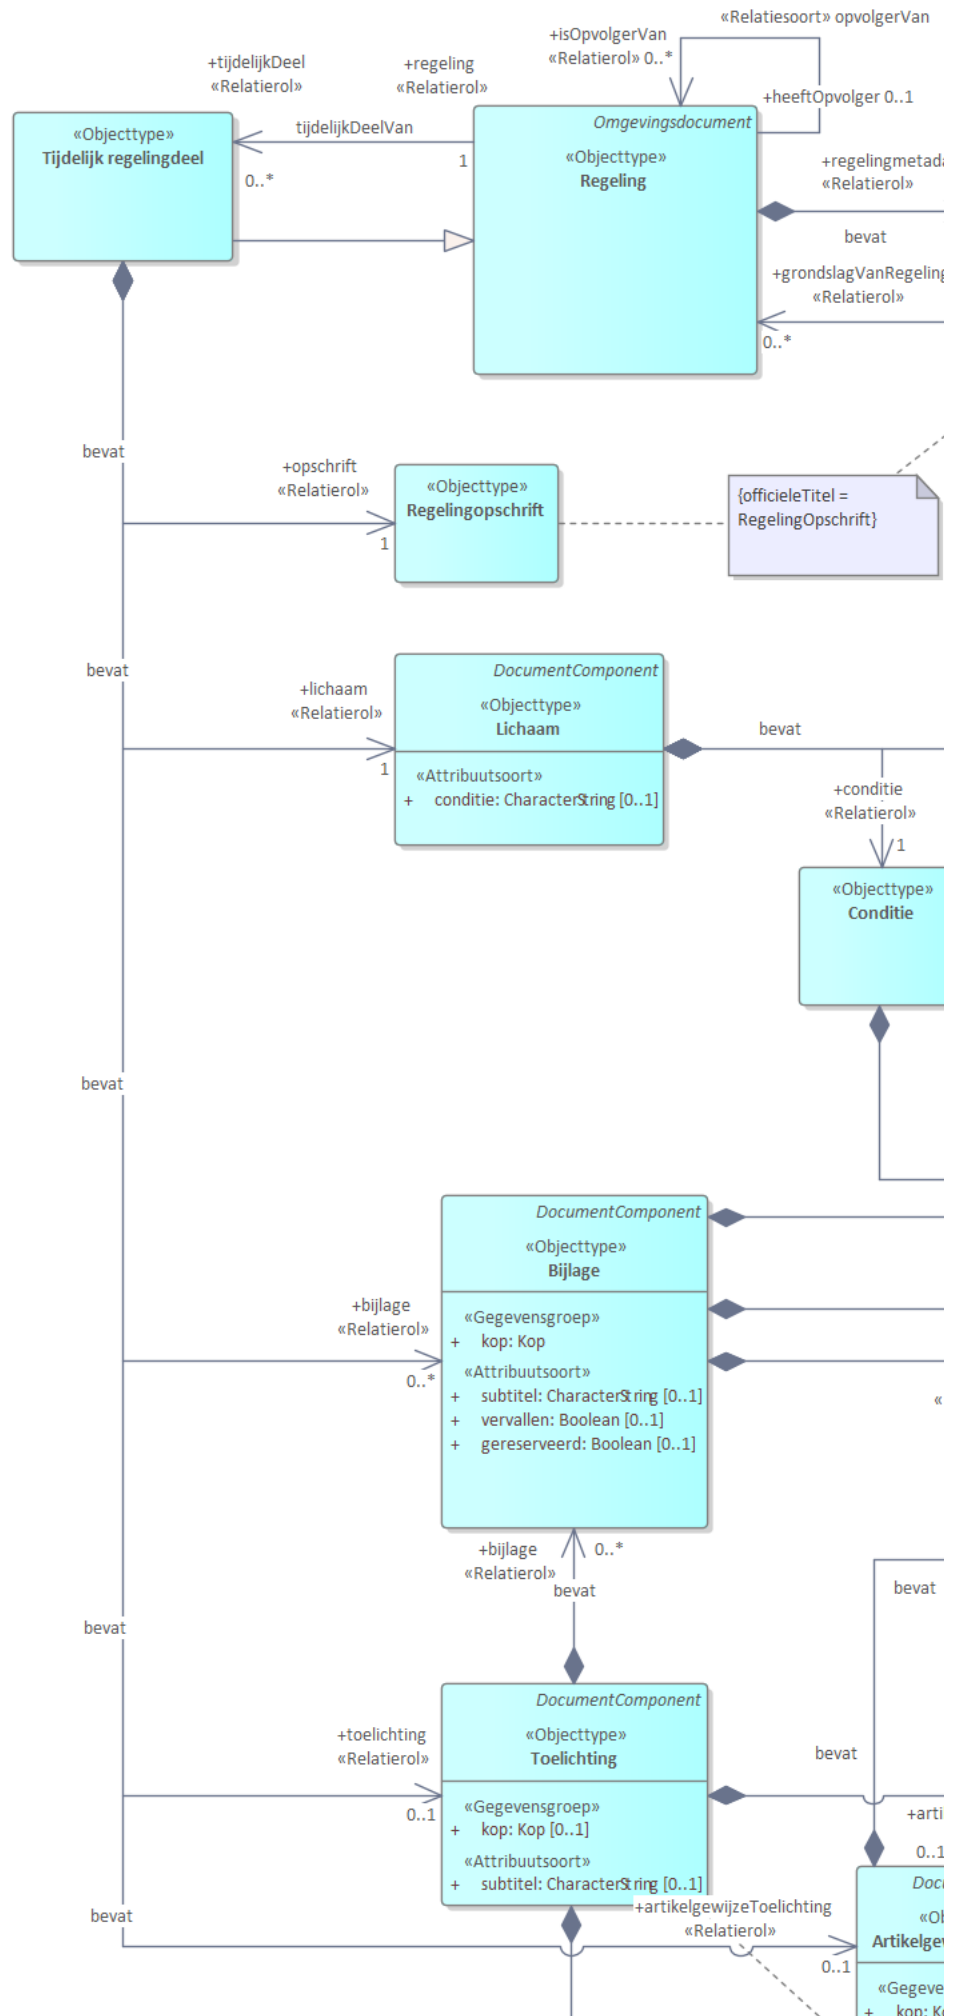 «Relatiesoort» opvolgerVan
+isOpvolgerVan
«Relatierol» 0..*
+heeftOpvolger 0..1
+tijdelijkDeel
«Relatierol»
+regeling
«Relatierol»
tijdelijkDeelVan
1
0..*
«Objecttype»
Tijdelijk regelingdeel
Omgevingsdocument
«Objecttype»
Regeling
«Relatierol»
bevat
+grondslagVanRegeling
«Relatierol»
0..*
bevat
+opschrift
«Relatierol»
1
«Objecttype»
Regelingopschrift
{officieleTitel =
RegelingOpschrift}
bevat
+lichaam
«Relatierol»
1
DocumentComponent
«Objecttype»
Lichaam
«Attribuutsoort»
+ conditie: CharacterString [0..1]
bevat
+conditie
«Relatierol»
1
«Objecttype»
Conditie
bevat
+bijlage
«Relatierol»
0..*
DocumentComponent
«Objecttype»
Bijlage
«Gegevensgroep»
+ kop: Kop
«Attribuutsoort»
+ subtitel: CharacterString [0..1]
+ vervallen: Boolean [0..1]
+ gereserveerd: Boolean [0..1]
«
+bijlage
«Relatierol»
0..*
bevat
bevat
bevat
+toelichting
«Relatierol»
0..1
DocumentComponent
«Objecttype»
Toelichting
«Gegevensgroep»
+ kop: Kop [0..1]
«Attribuutsoort»
+ subtitel: CharacterString [0..1]
bevat
0..1
bevat
+artikelgewijzeToelichting
«Relatierol»
0..1
+ kop: